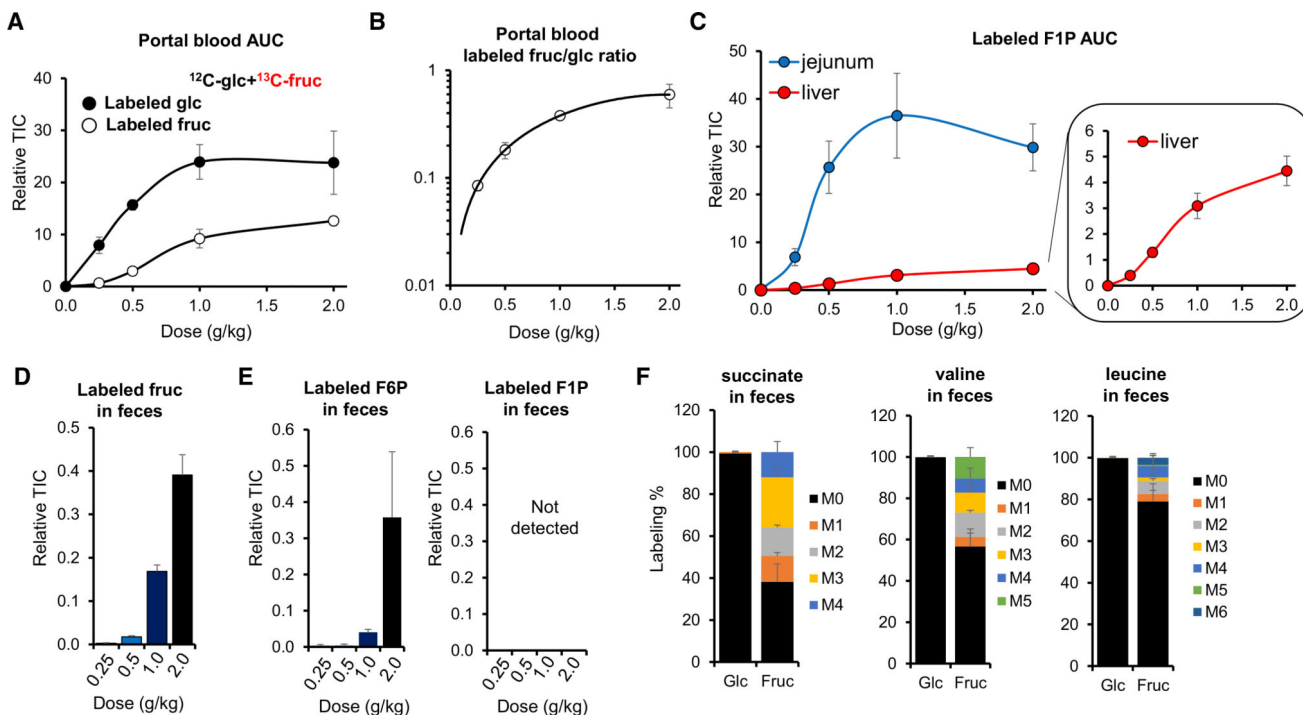 A
Portal blood AUC
¹²C-glc+¹³C-fruc
Labeled glc
Labeled fruc
Relative TIC
40
30
20
10
0
0.0 0.5 1.0 1.5 2.0
Dose (g/kg)
B
Portal blood
labeled fruc/glc ratio
1
0.1
0.01
0.0 0.5 1.0 1.5 2.0
Dose (g/kg)
C
Labeled F1P AUC
jejunum
liver
Relative TIC
50
40
30
20
10
0
0.0 0.5 1.0 1.5 2.0
Dose (g/kg)
liver
6
5
4
3
2
1
0
0.0 0.5 1.0 1.5 2.0
D
Labeled fruc
in feces
Relative TIC
0.5
0.4
0.3
0.2
0.1
0.0
0.25 0.5 1.0 2.0
Dose (g/kg)
E
Labeled F6P
in feces
Relative TIC
0.6
0.5
0.4
0.3
0.2
0.1
0.0
0.25 0.5 1.0 2.0
Dose (g/kg)
Labeled F1P
in feces
0.6
0.5
0.4
0.3
0.2
0.1
0.0
Not
detected
0.25 0.5 1.0 2.0
Dose (g/kg)
F
succinate
in feces
Labeling %
120
100
80
60
40
20
0
Glc Fruc
M0
M1
M2
M3
M4
valine
in feces
120
100
80
60
40
20
0
Glc Fruc
M0
M1
M2
M3
M4
M5
leucine
in feces
120
100
80
60
40
20
0
Glc Fruc
M0
M1
M2
M3
M4
M5
M6